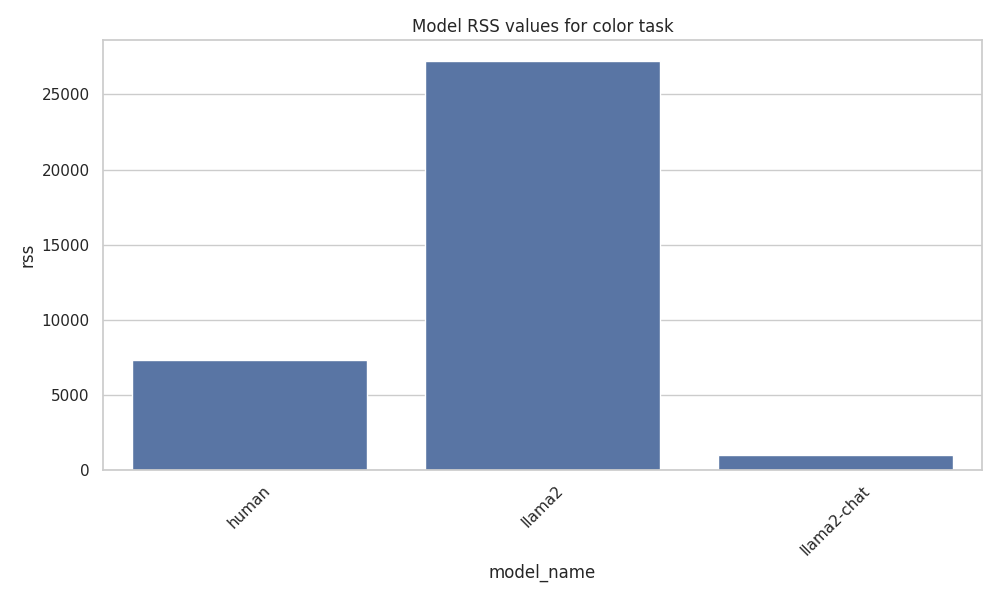 Model RSS values for color task
rss
25000
20000
15000
10000
5000
0
human
llama2
llama2-chat
model_name